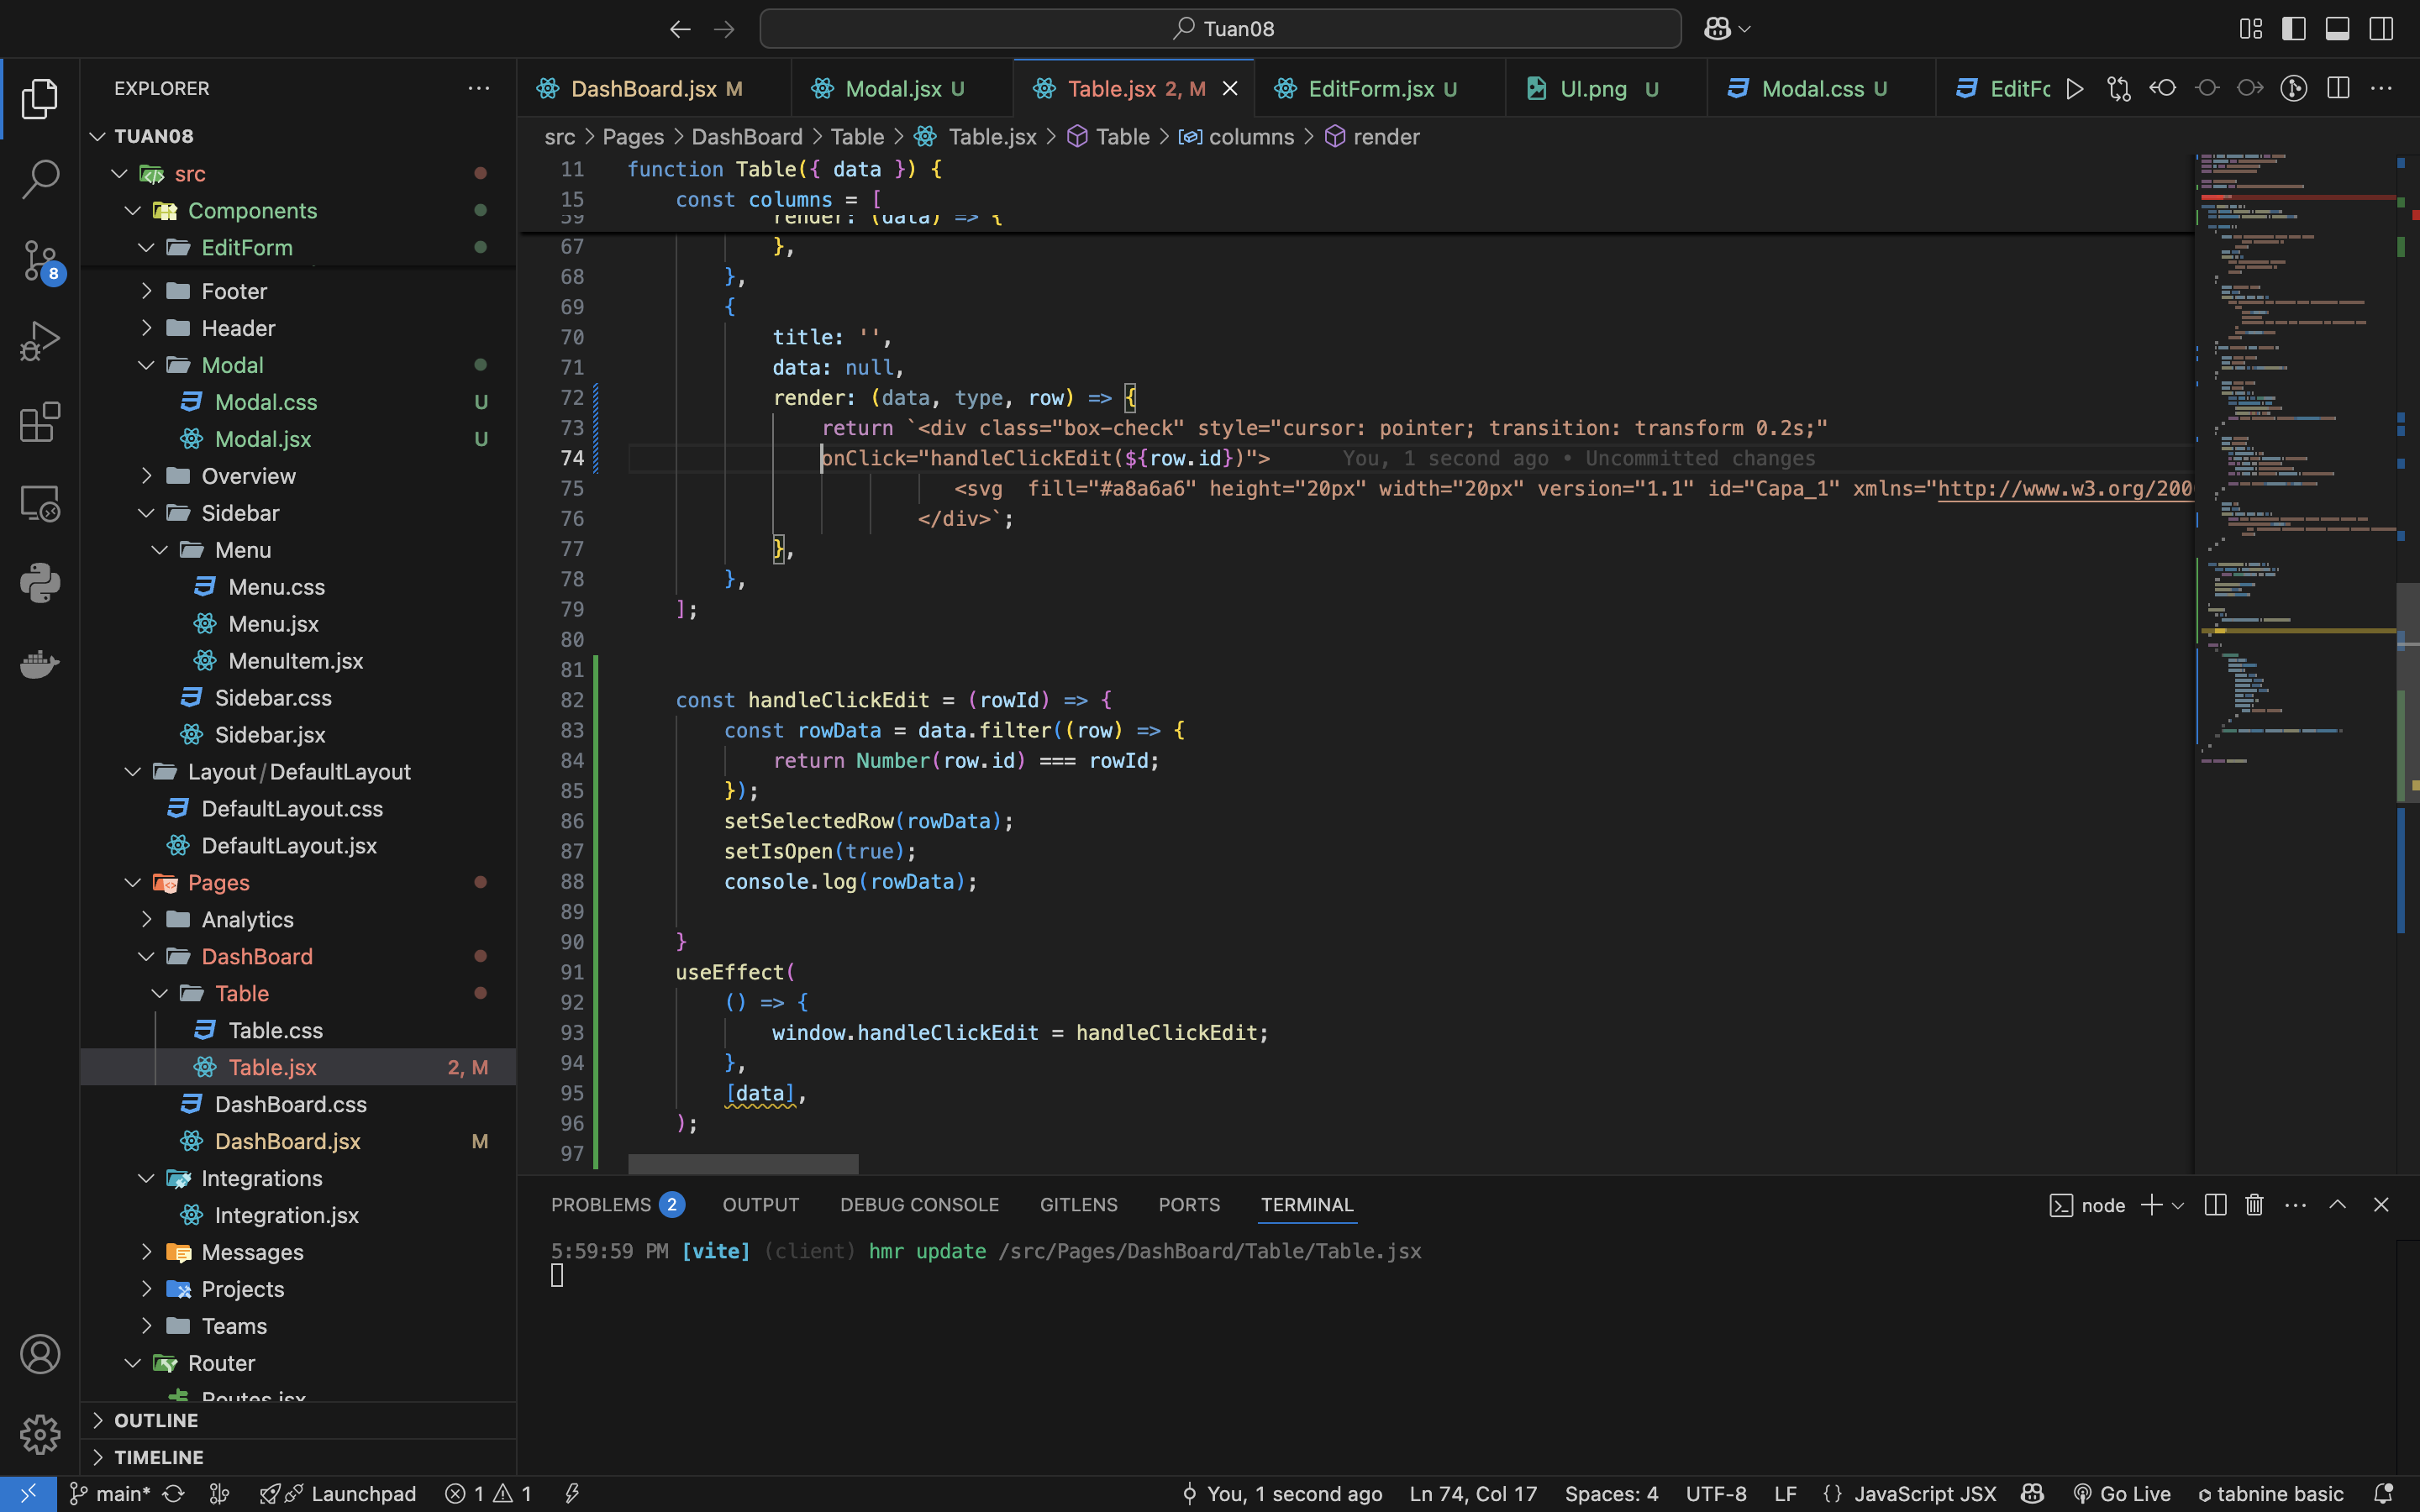 Tuan08
EXPLORER
DashBoard.jsx M
Modal.jsx U
Table.jsx 2, M
EditForm.jsx U
UI.png U
Modal.css U
EditFc
src > Pages > DashBoard > Table > Table.jsx > Table > columns > render
TUAN08
src
Components
EditForm
Footer
Header
Modal
Modal.css U
Modal.jsx U
Overview
Sidebar
Menu
Menu.css
Menu.jsx
MenuItem.jsx
Sidebar.css
Sidebar.jsx
Layout/DefaultLayout
DefaultLayout.css
DefaultLayout.jsx
Pages
Analytics
DashBoard
Table
Table.css
Table.jsx 2, M
DashBoard.css
DashBoard.jsx M
Integrations
Integration.jsx
Messages
Projects
Teams
Router
Routes.jsx
OUTLINE
TIMELINE
8
11 function Table({ data }) {
15 const columns = [
59 render: (data) => {
67 },
68 },
69 {
70 title: '',
71 data: null,
72 render: (data, type, row) => {
73 return `<div class="box-check" style="cursor: pointer; transition: transform 0.2s;"
74 onClick="handleClickEdit(${row.id})"> You, 1 second ago • Uncommitted changes
75 <svg fill="#a8a6a6" height="20px" width="20px" version="1.1" id="Capa_1" xmlns="http://www.w3.org/200
76 </div>`;
77 },
78 },
79 ];
80
81
82 const handleClickEdit = (rowId) => {
83 const rowData = data.filter((row) => {
84 return Number(row.id) === rowId;
85 });
86 setSelectedRow(rowData);
87 setIsOpen(true);
88 console.log(rowData);
89
90 }
91 useEffect(
92 () => {
93 window.handleClickEdit = handleClickEdit;
94 },
95 [data],
96 );
97
PROBLEMS 2 OUTPUT DEBUG CONSOLE GITLENS PORTS TERMINAL
node
5:59:59 PM [vite] (client) hmr update /src/Pages/DashBoard/Table/Table.jsx
main* Launchpad 1 1 You, 1 second ago Ln 74, Col 17 Spaces: 4 UTF-8 LF {} JavaScript JSX Go Live tabnine basic